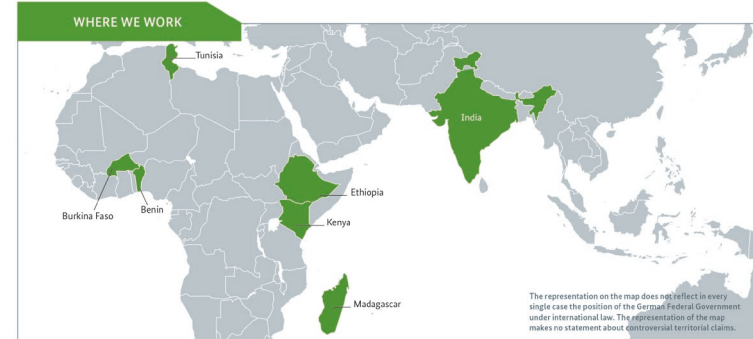 WHERE WE WORK
Tunisia
India
Ethiopia
Burkina Faso
Benin
Kenya
Madagascar
The representation on the map does not reflect in every
single case the position of the German Federal Government
under international law. The representation of the map
makes no statement about controversial territorial claims.